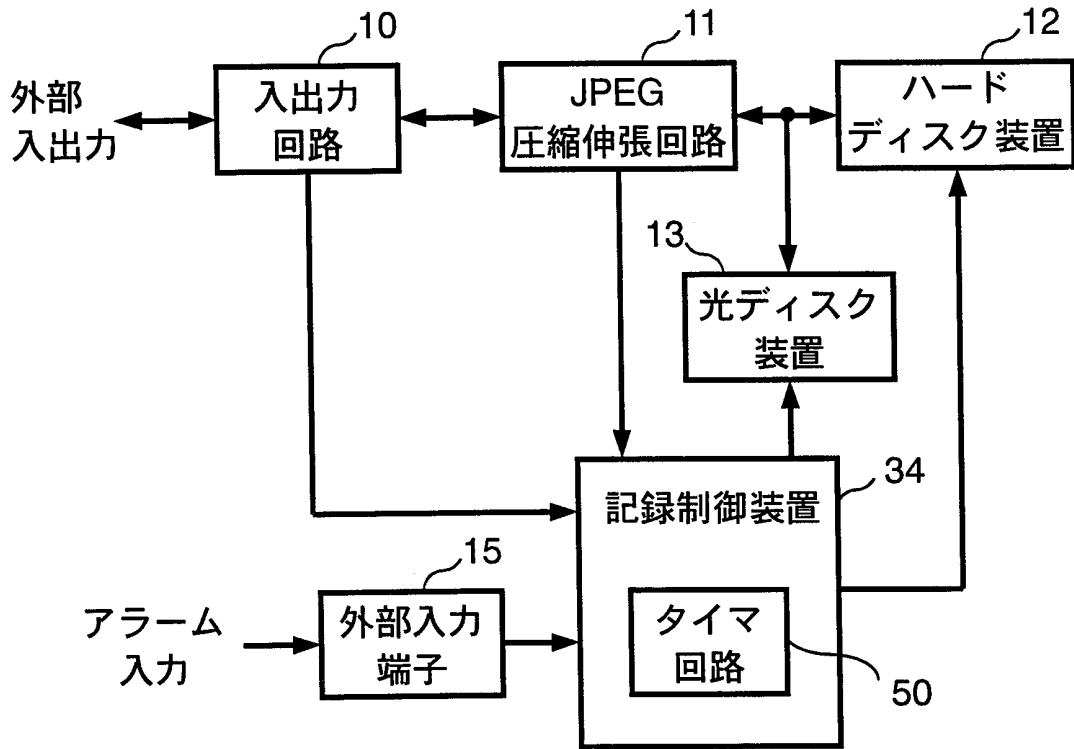 10
11
12
外部
入出力
入出力
回路
JPEG
圧縮伸張回路
ハード
ディスク装置
13
光ディスク
装置
34
記録制御装置
15
アラーム
入力
外部入力
端子
タイマ
回路
50